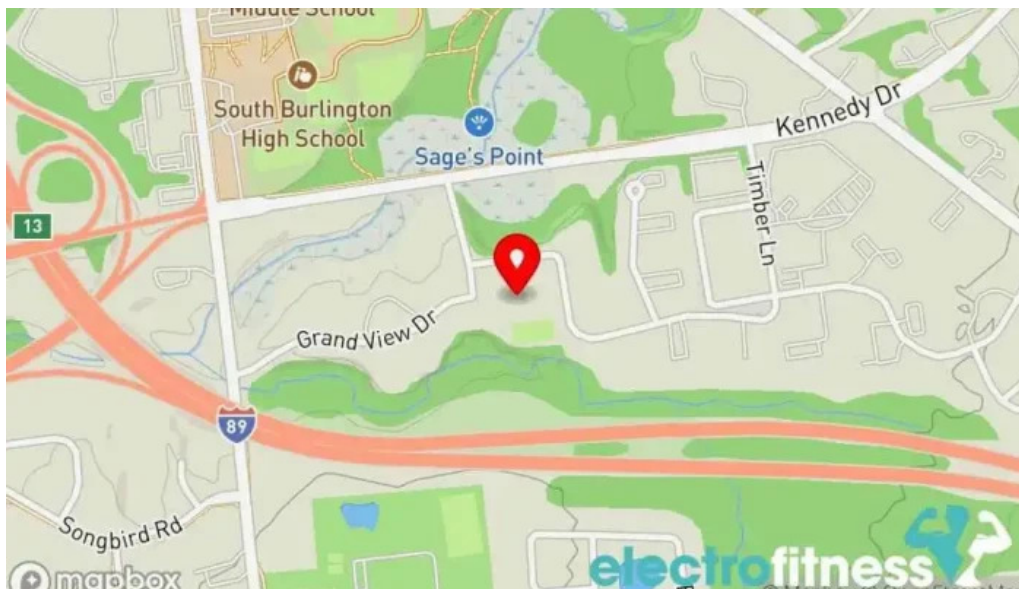 Middle School
South Burlington
High School
Sage's Point
Kennedy Dr
Timber Ln
13
Grand View Dr
89
Songbird Rd
mapbox
electrofitness